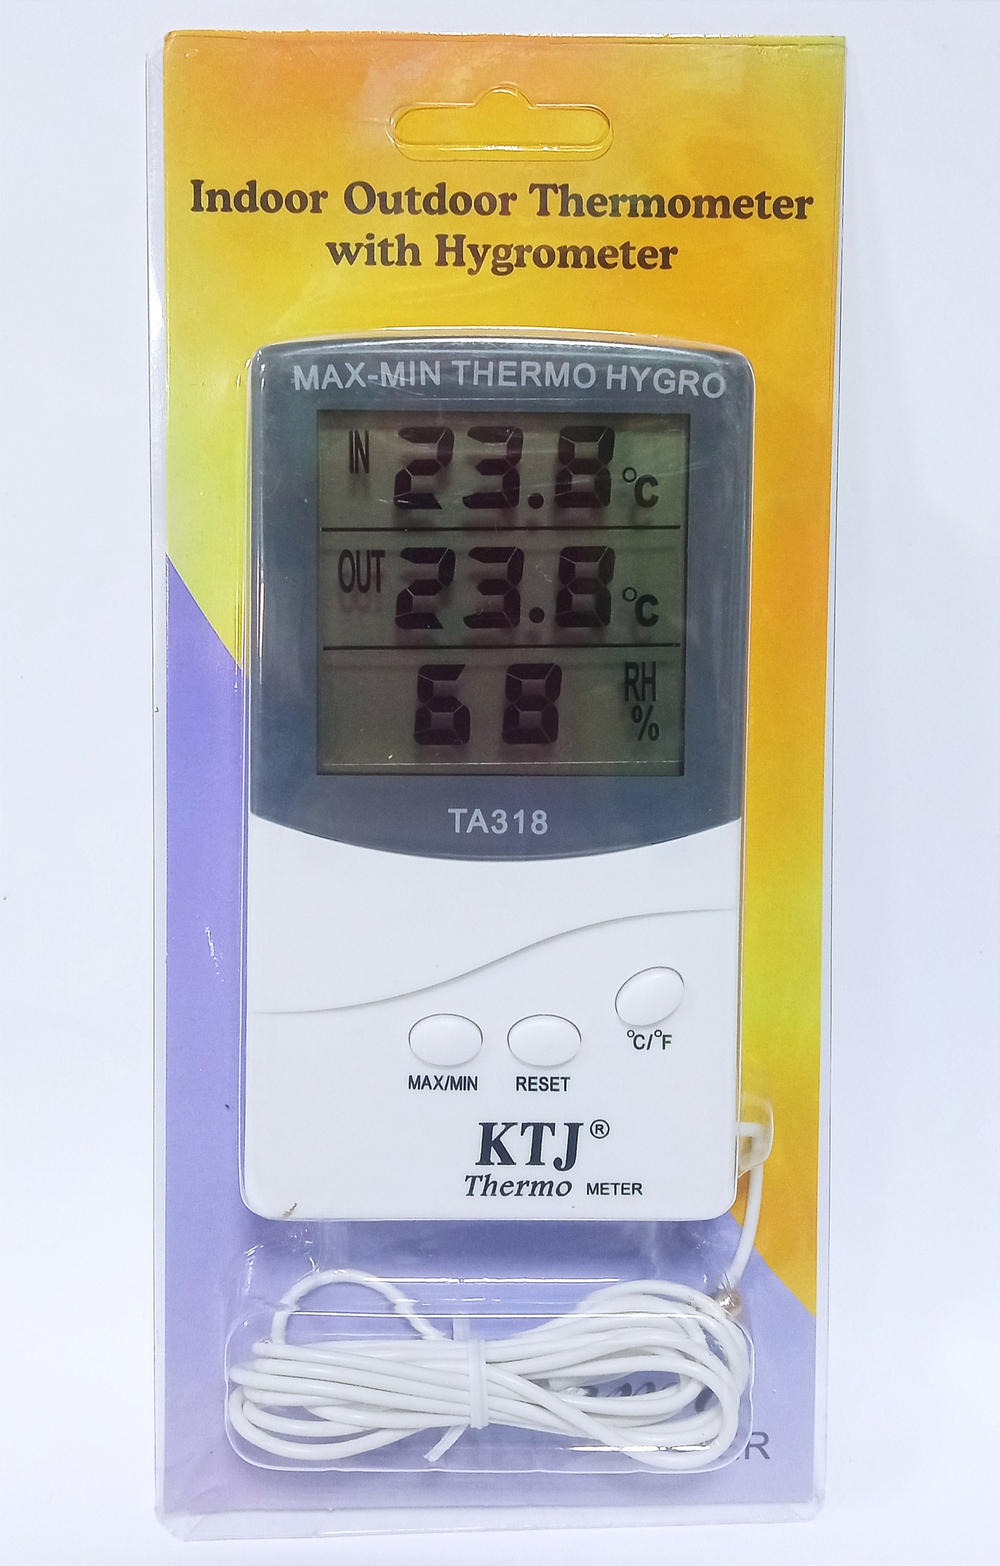 Indoor Outdoor Thermometer
with Hygrometer
MAX-MIN THERMO HYGRO
IN 23.8 °C
OUT 23.8 °C
68 RH
%
TA318
°C/°F
MAX/MIN RESET
KTJ®
Thermo METER